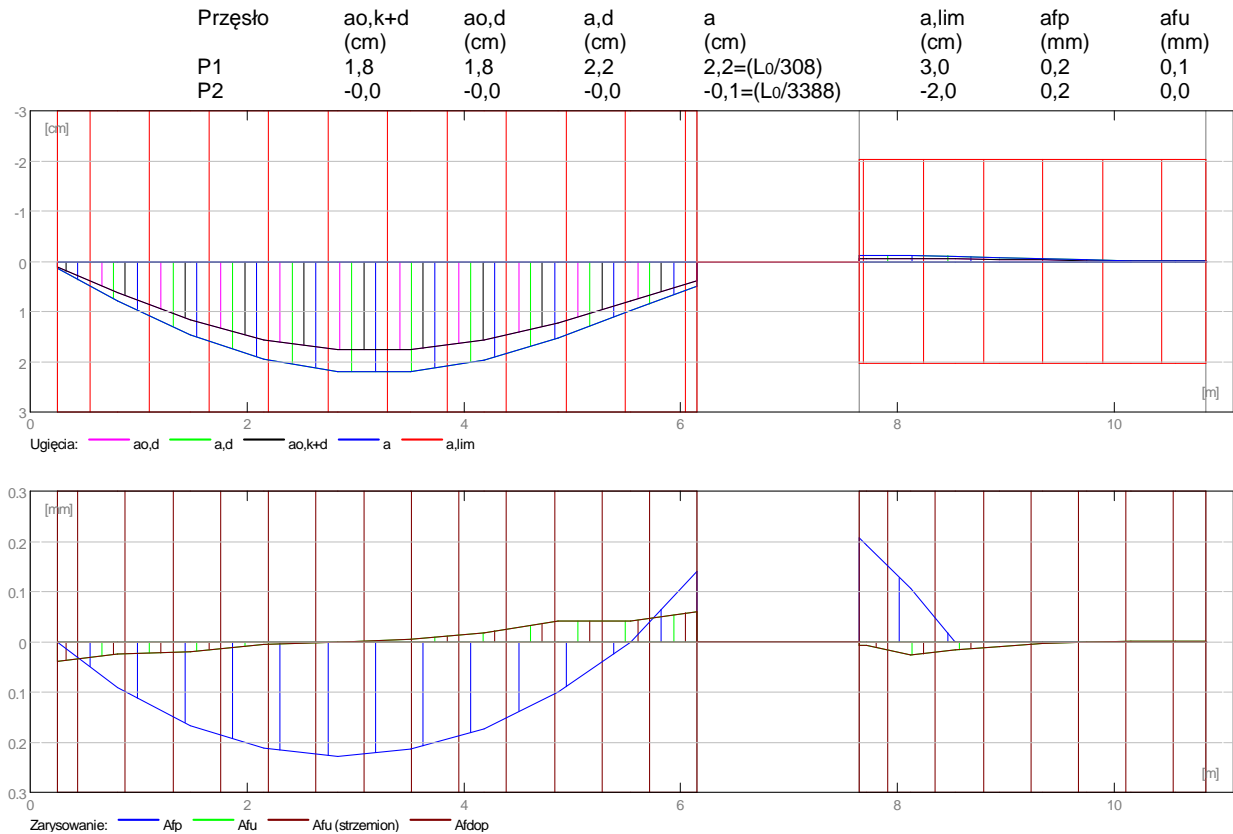 Przęsło ao,k+d ao,d a,d a a,lim afp afu
(cm) (cm) (cm) (cm) (cm) (mm) (mm)
P1 1,8 1,8 2,2 2,2=(L0/308) 3,0 0,2 0,1
P2 -0,0 -0,0 -0,0 -0,1=(L0/3388) -2,0 0,2 0,0
-3
[cm]
-2
-1
0
1
2
[m]
3
0 2 4 6 8 10
Ugięcia: ao,d a,d ao,k+d a a,lim
0.3
[mm]
0.2
0.1
0
0.1
0.2
[m]
0.3
0 2 4 6 8 10
Zarysowanie: Afp Afu Afu (strzemion) Afdop